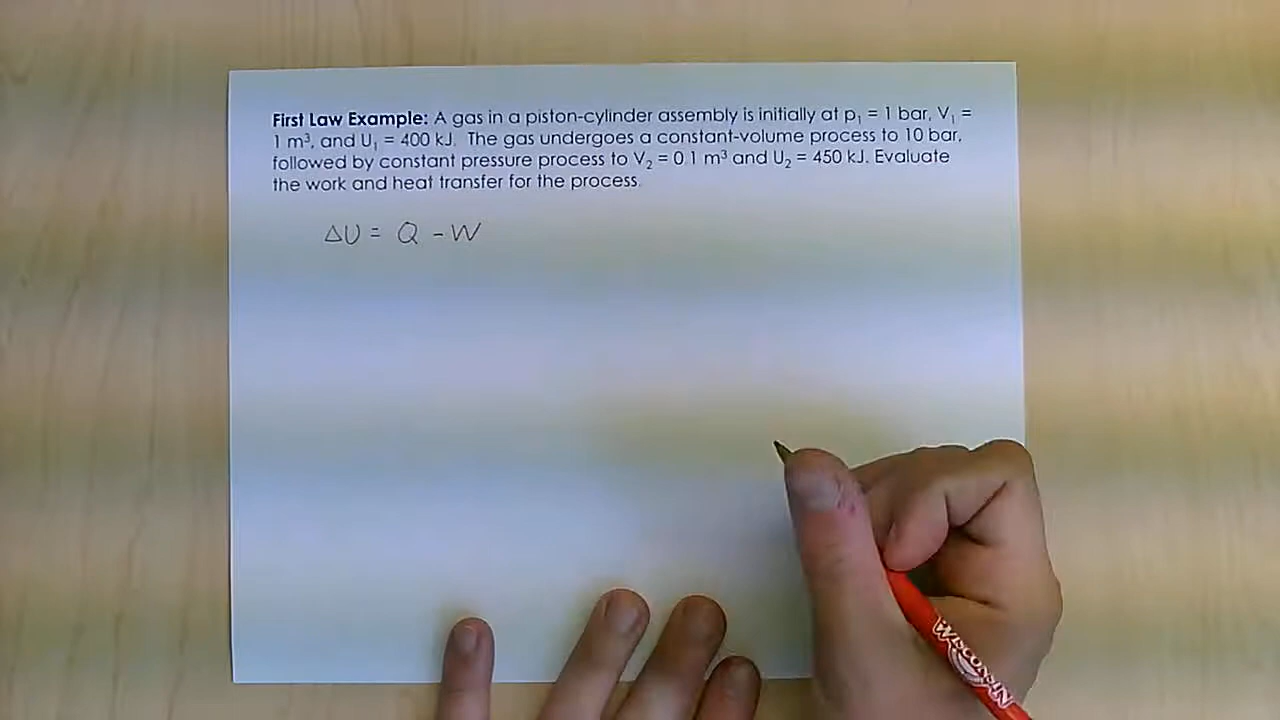 First Law Example: A gas in a piston-cylinder assembly is initially at p₁ = 1 bar, V₁ =
1 m³, and U₁ = 400 kJ. The gas undergoes a constant-volume process to 10 bar,
followed by constant pressure process to V₂ = 0.1 m³ and U₂ = 450 kJ. Evaluate
the work and heat transfer for the process.
ΔU = Q - W
WISCONSIN